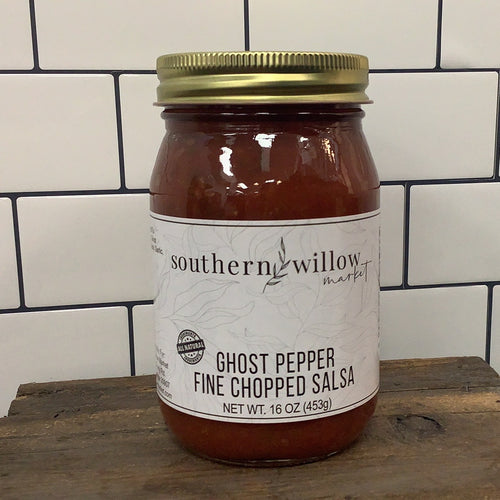 southern willow
market
ALL NATURAL
GHOST PEPPER
FINE CHOPPED SALSA
NET WT. 16 OZ (453g)